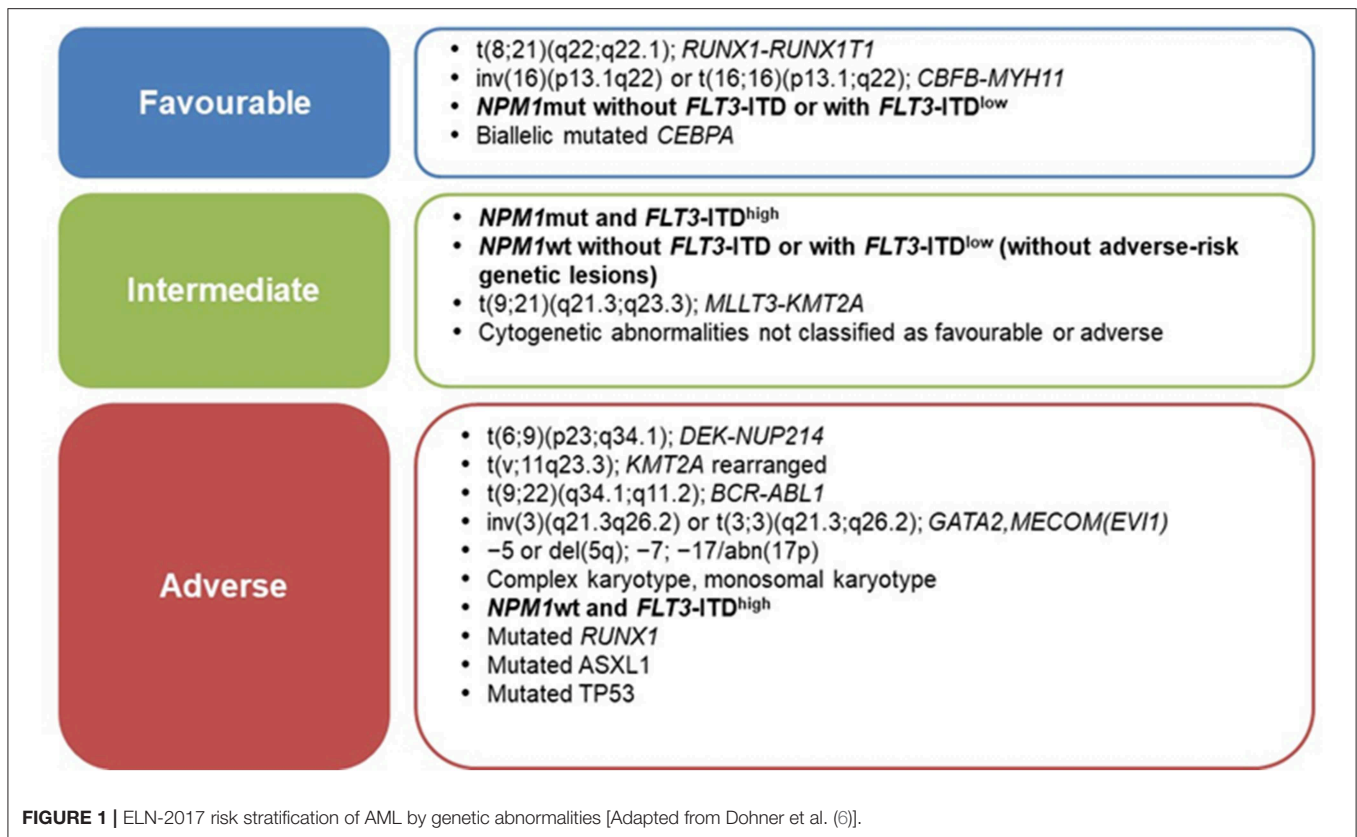 Favourable
• t(8;21)(q22;q22.1); RUNX1-RUNX1T1
• inv(16)(p13.1q22) or t(16;16)(p13.1;q22); CBFB-MYH11
• NPM1mut without FLT3-ITD or with FLT3-ITDlow
• Biallelic mutated CEBPA
Intermediate
• NPM1mut and FLT3-ITDhigh
• NPM1wt without FLT3-ITD or with FLT3-ITDlow (without adverse-risk
genetic lesions)
• t(9;21)(q21.3;q23.3); MLLT3-KMT2A
• Cytogenetic abnormalities not classified as favourable or adverse
Adverse
• t(6;9)(p23;q34.1); DEK-NUP214
• t(v;11q23.3); KMT2A rearranged
• t(9;22)(q34.1;q11.2); BCR-ABL1
• inv(3)(q21.3q26.2) or t(3;3)(q21.3;q26.2); GATA2,MECOM(EVI1)
• −5 or del(5q); −7; −17/abn(17p)
• Complex karyotype, monosomal karyotype
• NPM1wt and FLT3-ITDhigh
• Mutated RUNX1
• Mutated ASXL1
• Mutated TP53
FIGURE 1 | ELN-2017 risk stratification of AML by genetic abnormalities [Adapted from Dohner et al. (6)].